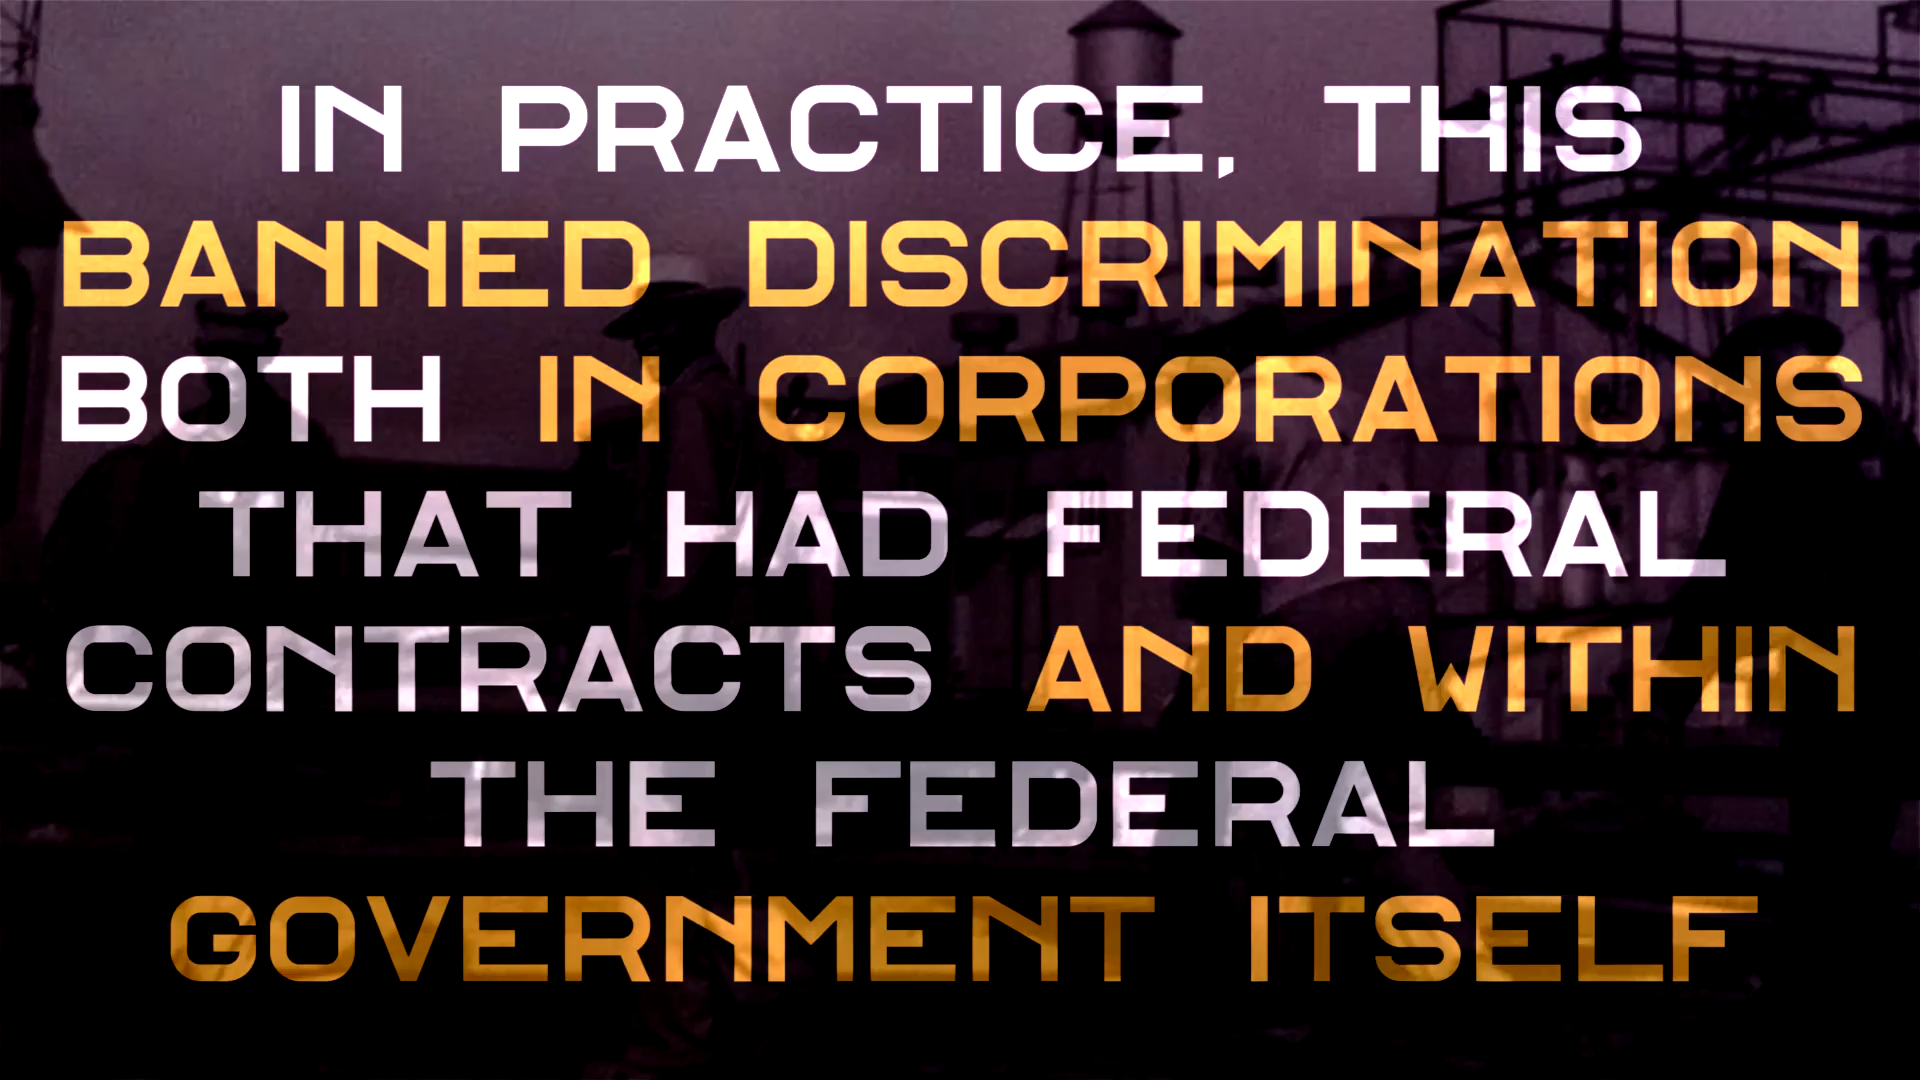 IN PRACTICE, THIS
BANNED DISCRIMINATION
BOTH IN CORPORATIONS
THAT HAD FEDERAL
CONTRACTS AND WITHIN
THE FEDERAL
GOVERNMENT ITSELF